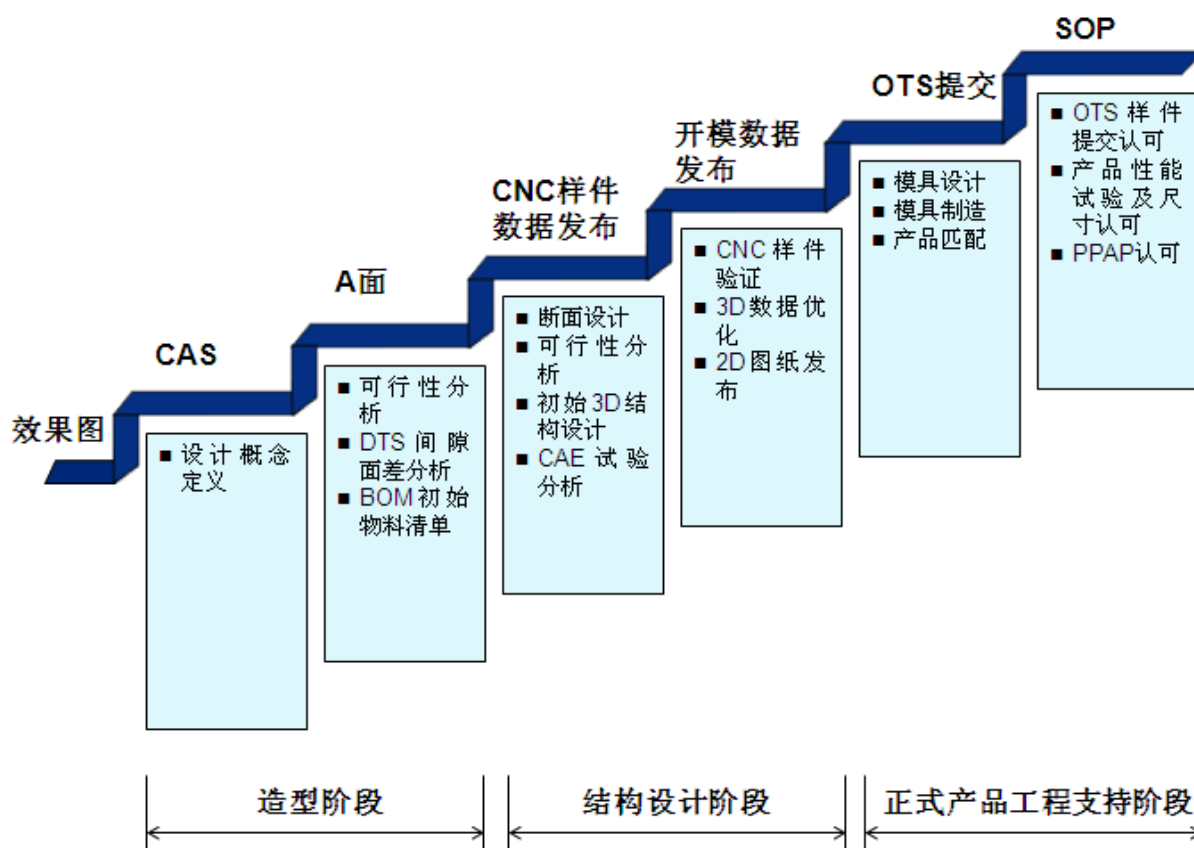 效果图
CAS
■ 设计概念
定义
A面
■ 可行性分
析
■ DTS间隙
面差分析
■ BOM初始
物料清单
CNC样件
数据发布
■ 断面设计
■ 可行性分
析
■ 初始3D结
构设计
■ CAE试验
分析
开模数据
发布
■ CNC样件
验证
■ 3D数据优
化
■ 2D图纸发
布
OTS提交
■ 模具设计
■ 模具制造
■ 产品匹配
SOP
■ OTS样件
提交认可
■ 产品性能
试验及尺
寸认可
■ PPAP认可
造型阶段
结构设计阶段
正式产品工程支持阶段